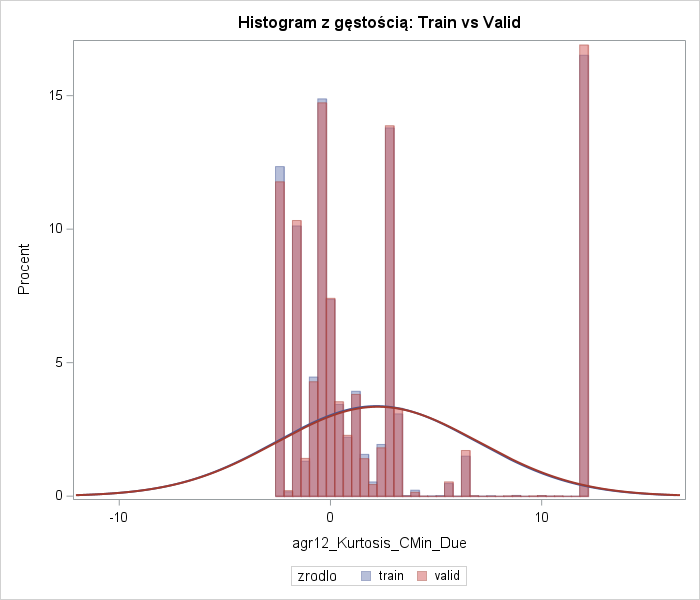 Histogram z gęstością: Train vs Valid
Procent
15
10
5
0
-10
0
10
agr12_Kurtosis_CMin_Due
zrodlo train valid